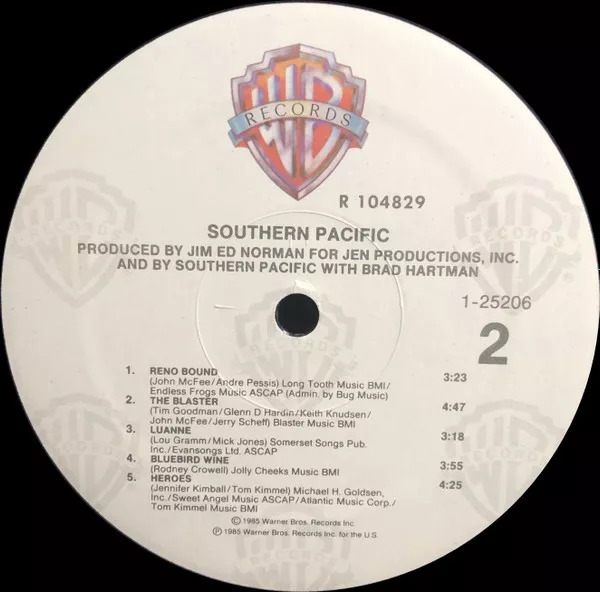 WB
RECORDS
R 104829
SOUTHERN PACIFIC
PRODUCED BY JIM ED NORMAN FOR JEN PRODUCTIONS, INC.
AND BY SOUTHERN PACIFIC WITH BRAD HARTMAN
1-25206
2
1. RENO BOUND 3:23
(John McFee/Andre Pessis) Long Tooth Music BMI/
Endless Frogs Music ASCAP (Admin. by Bug Music)
2. THE BLASTER 4:47
(Tim Goodman/Glenn D Hardin/Keith Knudsen/
John McFee/Jerry Scheff) Blaster Music BMI
3. LUANNE 3:18
(Lou Gramm/Mick Jones) Somerset Songs Pub.
Inc./Evansongs Ltd. ASCAP
4. BLUEBIRD WINE 3:55
(Rodney Crowell) Jolly Cheeks Music BMI
5. HEROES 4:25
(Jennifer Kimball/Tom Kimmel) Michael H. Goldsen,
Inc./Sweet Angel Music ASCAP/Atlantic Music Corp./
Tom Kimmel Music BMI
© 1985 Warner Bros. Records Inc.
℗ 1985 Warner Bros. Records Inc. for the U.S.